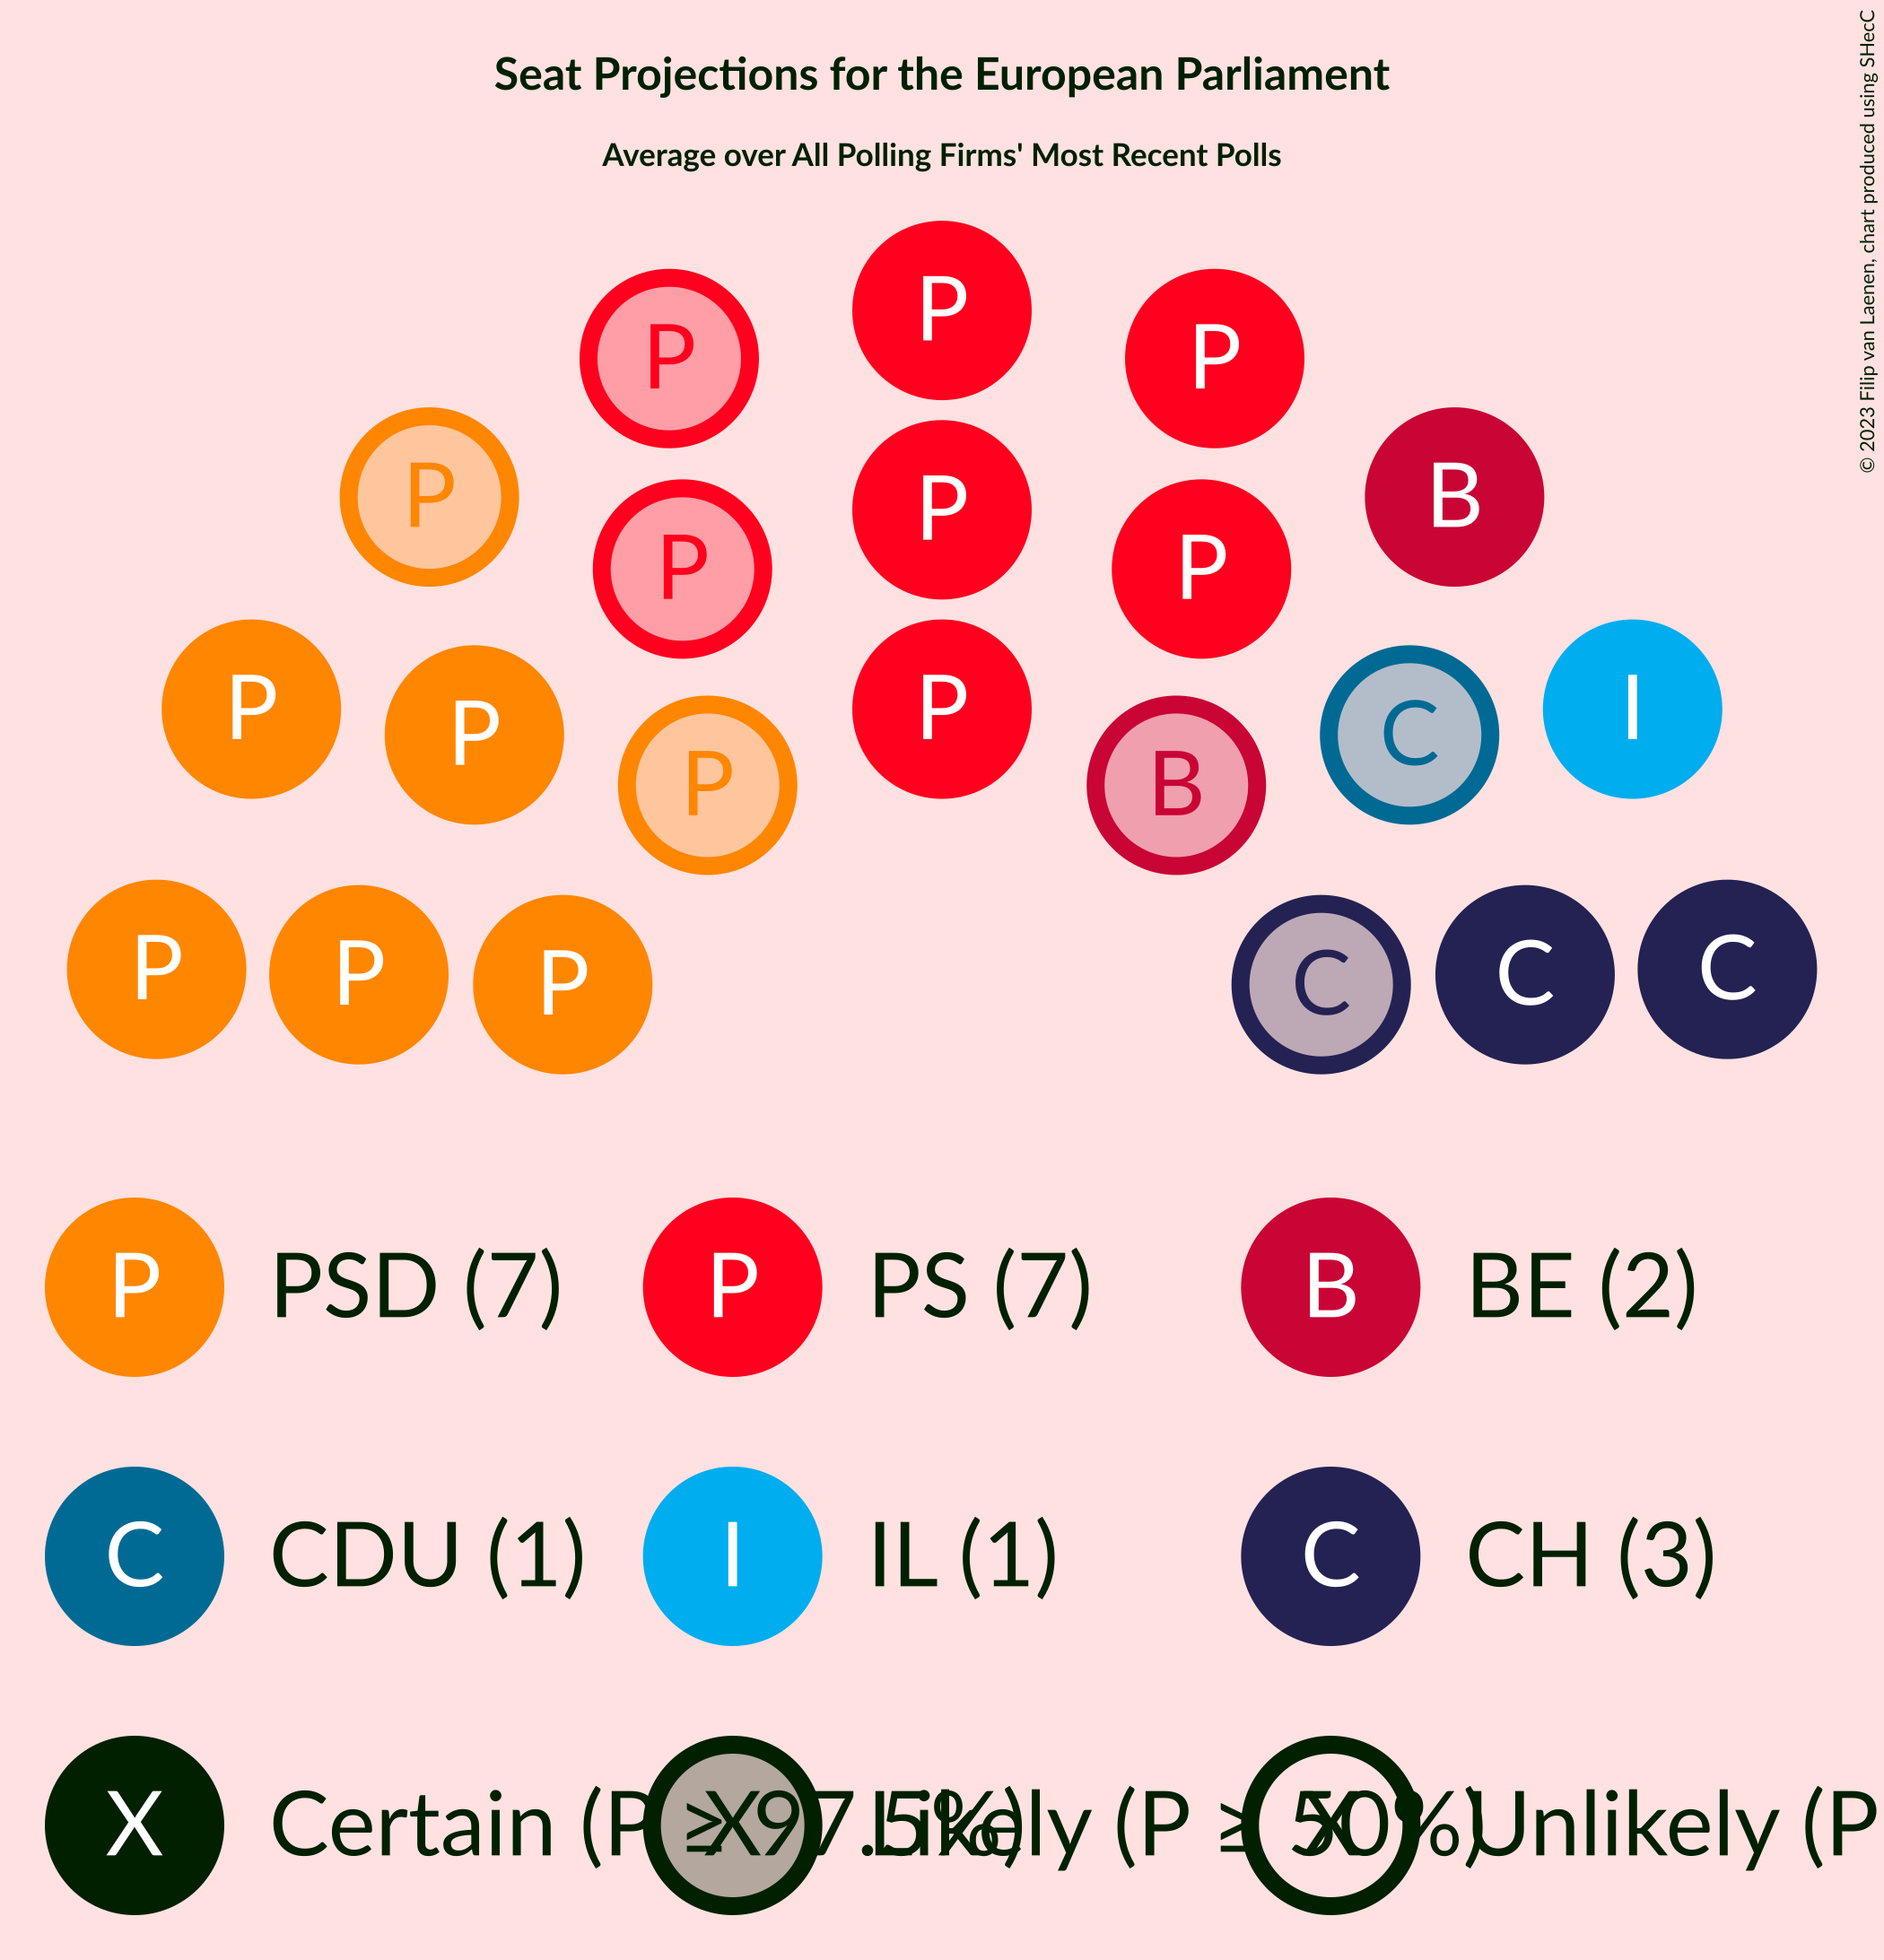 Seat Projections for the European Parliament
Average over All Polling Firms' Most Recent Polls
© 2023 Filip van Laenen, chart produced using SHecC
P
P P
P B
P P
P
P
P I
P C
P B
P P P C C C
P PSD (7) P PS (7) B BE (2)
C CDU (1) I IL (1) C CH (3)
X Certain (P ≥ 97.5%) X Likely (P ≥ 50%) X Unlikely (P